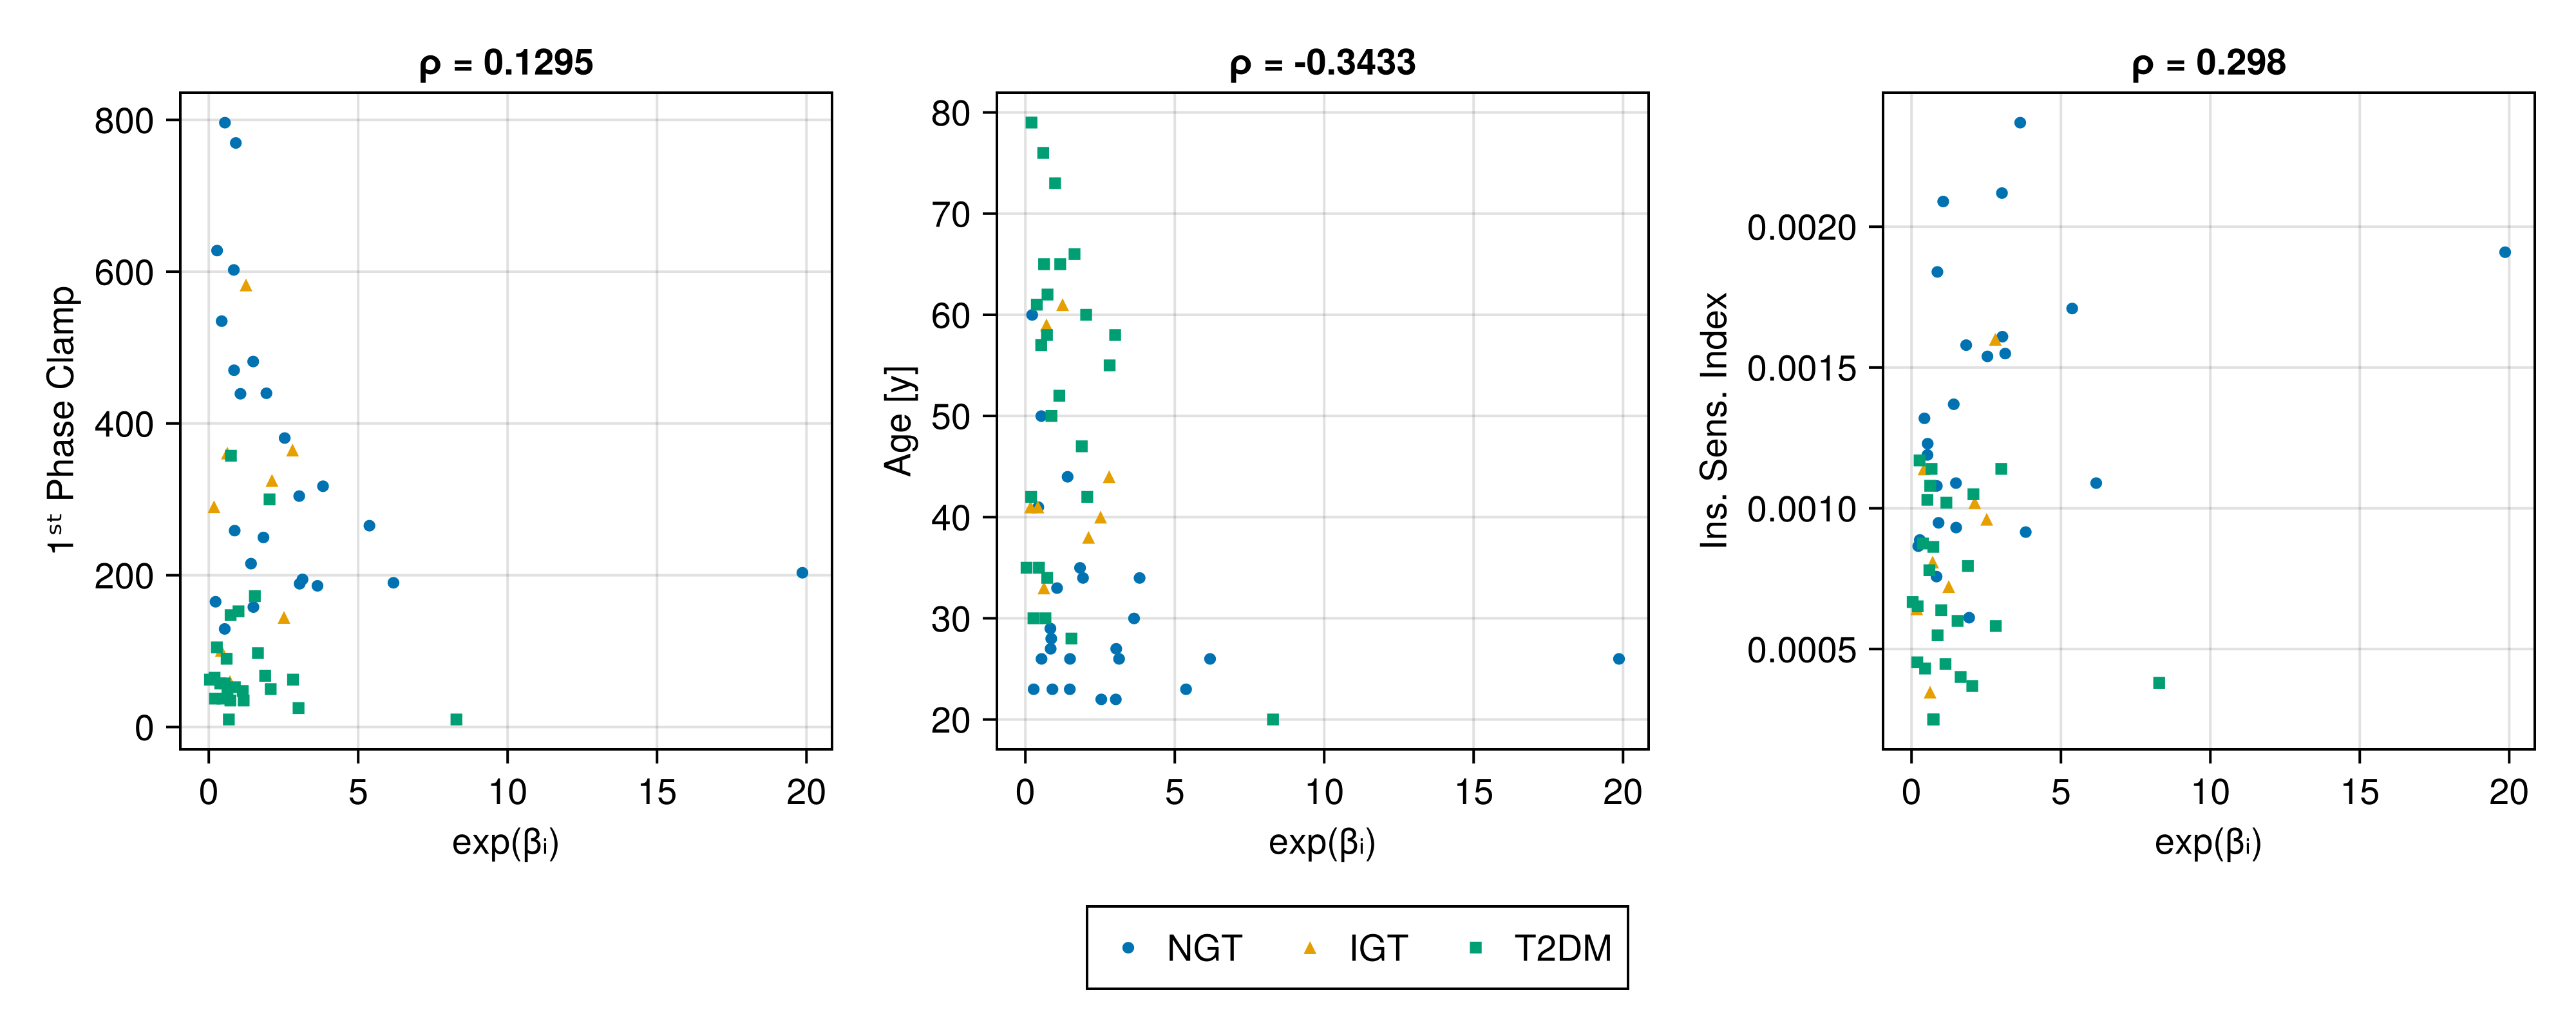 ρ = 0.1295
ρ = -0.3433
ρ = 0.298
1ˢᵗ Phase Clamp
800
600
400
200
0
0 5 10 15 20
exp(βᵢ)
Age [y]
80
70
60
50
40
30
20
0 5 10 15 20
exp(βᵢ)
Ins. Sens. Index
0.0020
0.0015
0.0010
0.0005
0 5 10 15 20
exp(βᵢ)
NGT IGT T2DM